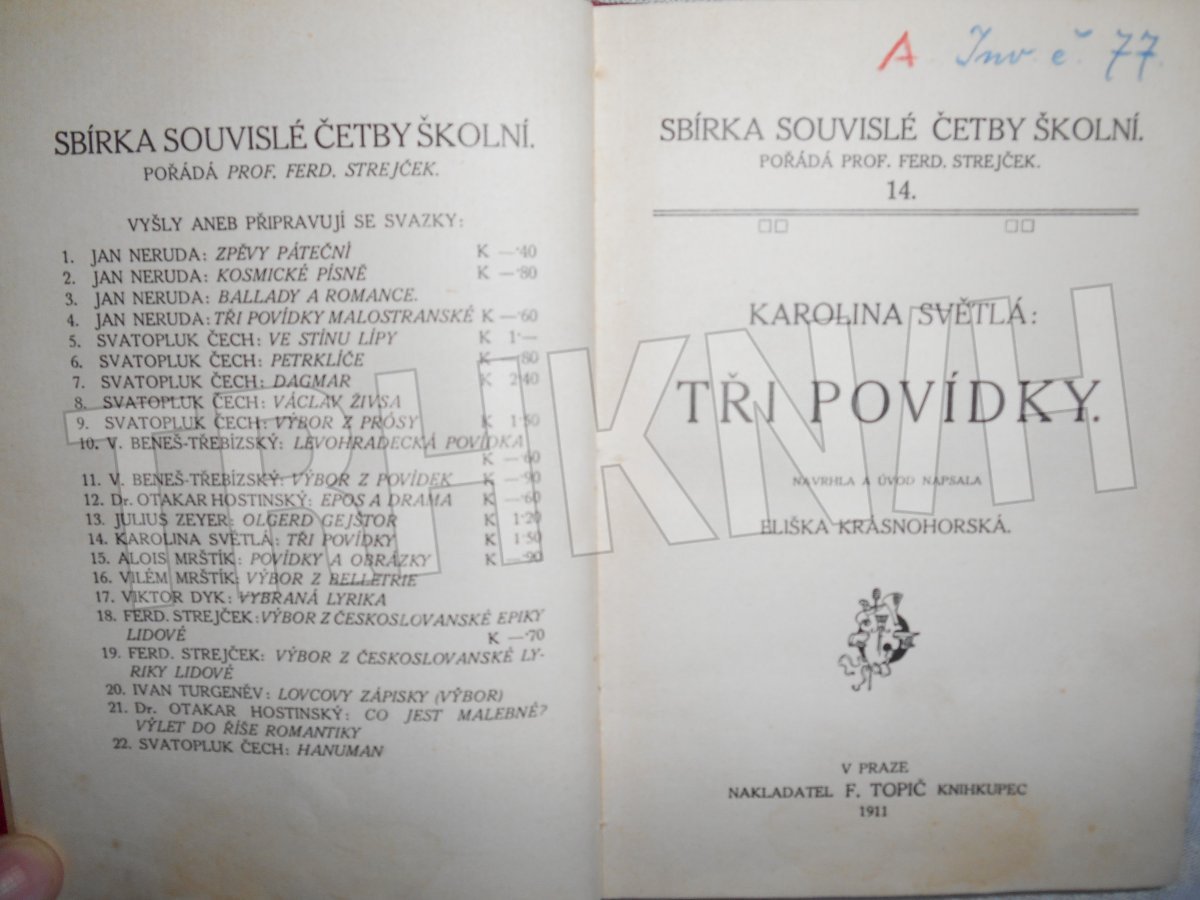 SBÍRKA SOUVISLÉ ČETBY ŠKOLNÍ.
POŘÁDÁ PROF. FERD. STREJČEK.
VYŠLY ANEB PŘIPRAVUJÍ SE SVAZKY:
1. JAN NERUDA: ZPĚVY PÁTEČNÍ K —·40
2. JAN NERUDA: KOSMICKÉ PÍSNĚ K —·80
3. JAN NERUDA: BALLADY A ROMANCE.
4. JAN NERUDA: TŘI POVÍDKY MALOSTRANSKÉ K —·60
5. SVATOPLUK ČECH: VE STÍNU LÍPY K 1·—
6. SVATOPLUK ČECH: PETRKLÍČE K —·80
7. SVATOPLUK ČECH: DAGMAR K 2·40
8. SVATOPLUK ČECH: VÁCLAV ŽIVSA
9. SVATOPLUK ČECH: VÝBOR Z PRÓSY K 1·50
10. V. BENEŠ-TŘEBÍZSKÝ: LEVOHRADECKÁ POVÍDKA
K —·60
11. V. BENEŠ-TŘEBÍZSKÝ: VÝBOR Z POVÍDEK K —·90
12. Dr. OTAKAR HOSTINSKÝ: EPOS A DRAMA K —·60
13. JULIUS ZEYER: OLGERD GEJŠTOR K 1·20
14. KAROLINA SVĚTLÁ: TŘI POVÍDKY K 1·50
15. ALOIS MRŠTÍK: POVÍDKY A OBRÁZKY K —·90
16. VILÉM MRŠTÍK: VÝBOR Z BELLETRIE
17. VIKTOR DYK: VYBRANÁ LYRIKA
18. FERD. STREJČEK: VÝBOR Z ČESKOSLOVANSKÉ EPIKY
LIDOVÉ K —·70
19. FERD. STREJČEK: VÝBOR Z ČESKOSLOVANSKÉ LY-
RIKY LIDOVÉ
20. IVAN TURGENĚV: LOVCOVY ZÁPISKY (VÝBOR)
21. Dr. OTAKAR HOSTINSKÝ: CO JEST MALEBNÉ?
VÝLET DO ŘÍŠE ROMANTIKY
22. SVATOPLUK ČECH: HANUMAN
A Inv č. 77.
SBÍRKA SOUVISLÉ ČETBY ŠKOLNÍ.
POŘÁDÁ PROF. FERD. STREJČEK.
14.
KAROLINA SVĚTLÁ:
TŘI POVÍDKY.
NAVRHLA A ÚVOD NAPSALA
ELIŠKA KRÁSNOHORSKÁ.
V PRAZE
NAKLADATEL F. TOPIČ KNIHKUPEC
1911
TRHKNIH